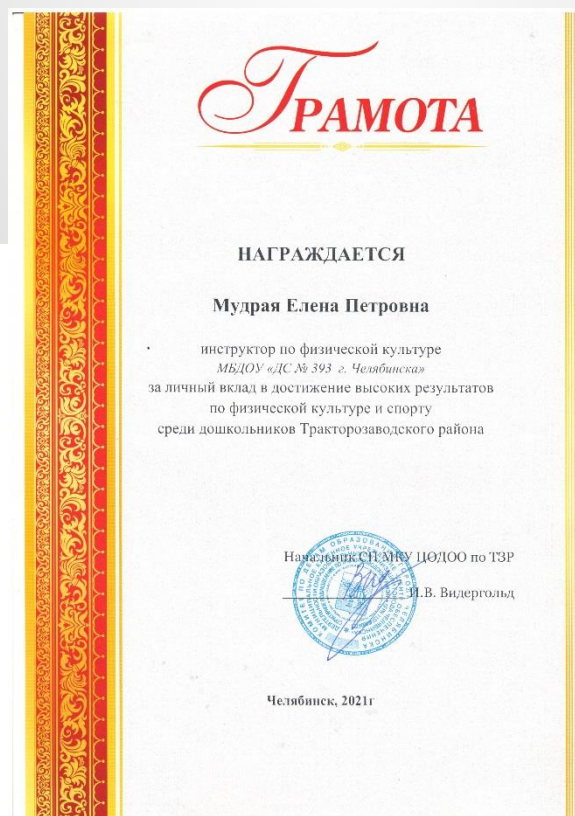 ГРАМОТА
НАГРАЖДАЕТСЯ
Мудрая Елена Петровна
инструктор по физической культуре
МБДОУ «ДС № 393 г. Челябинска»
за личный вклад в достижение высоких результатов
по физической культуре и спорту
среди дошкольников Тракторозаводского района
Начальник СП МКУ ЦОДОО по ТЗР
И.В. Видергольд
Челябинск, 2021г